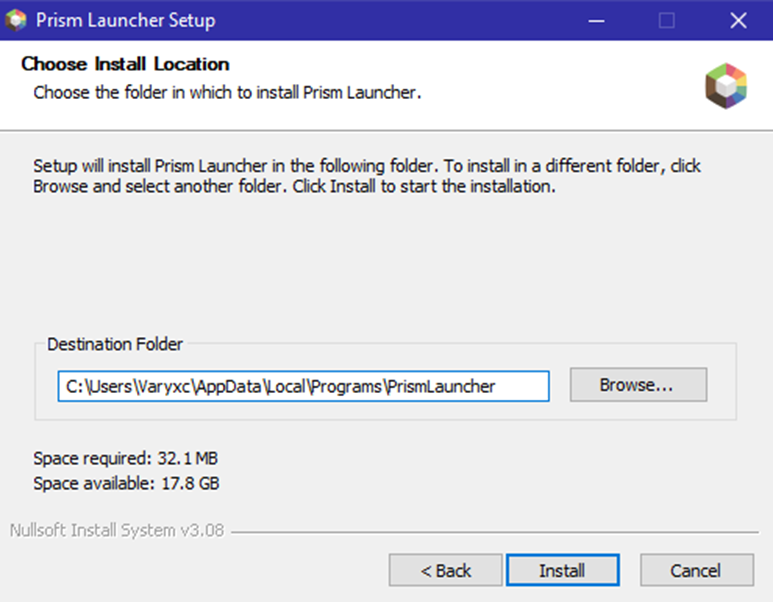 Prism Launcher Setup
Choose Install Location
Choose the folder in which to install Prism Launcher.
Setup will install Prism Launcher in the following folder. To install in a different folder, click
Browse and select another folder. Click Install to start the installation.
Destination Folder
C:\Users\Varyxc\AppData\Local\Programs\PrismLauncher
Browse...
Space required: 32.1 MB
Space available: 17.8 GB
Nullsoft Install System v3.08
< Back
Install
Cancel